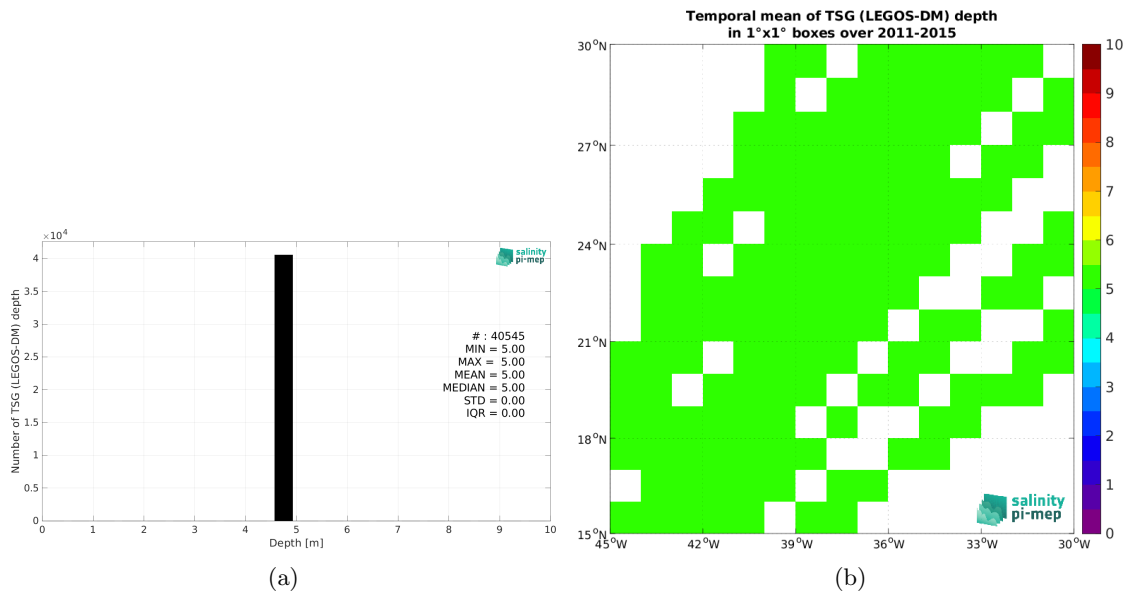 ×10⁴
4
3.5
3
2.5
2
1.5
1
0.5
0
Number of TSG (LEGOS-DM) depth
salinity
pi-mep
# : 40545
MIN = 5.00
MAX = 5.00
MEAN = 5.00
MEDIAN = 5.00
STD = 0.00
IQR = 0.00
0 1 2 3 4 5 6 7 8 9 10
Depth [m]
(a)
Temporal mean of TSG (LEGOS-DM) depth
in 1°x1° boxes over 2011-2015
30°N
27°N
24°N
21°N
18°N
15°N
45°W 42°W 39°W 36°W 33°W 30°W
salinity
pi-mep
10
9
8
7
6
5
4
3
2
1
0
(b)